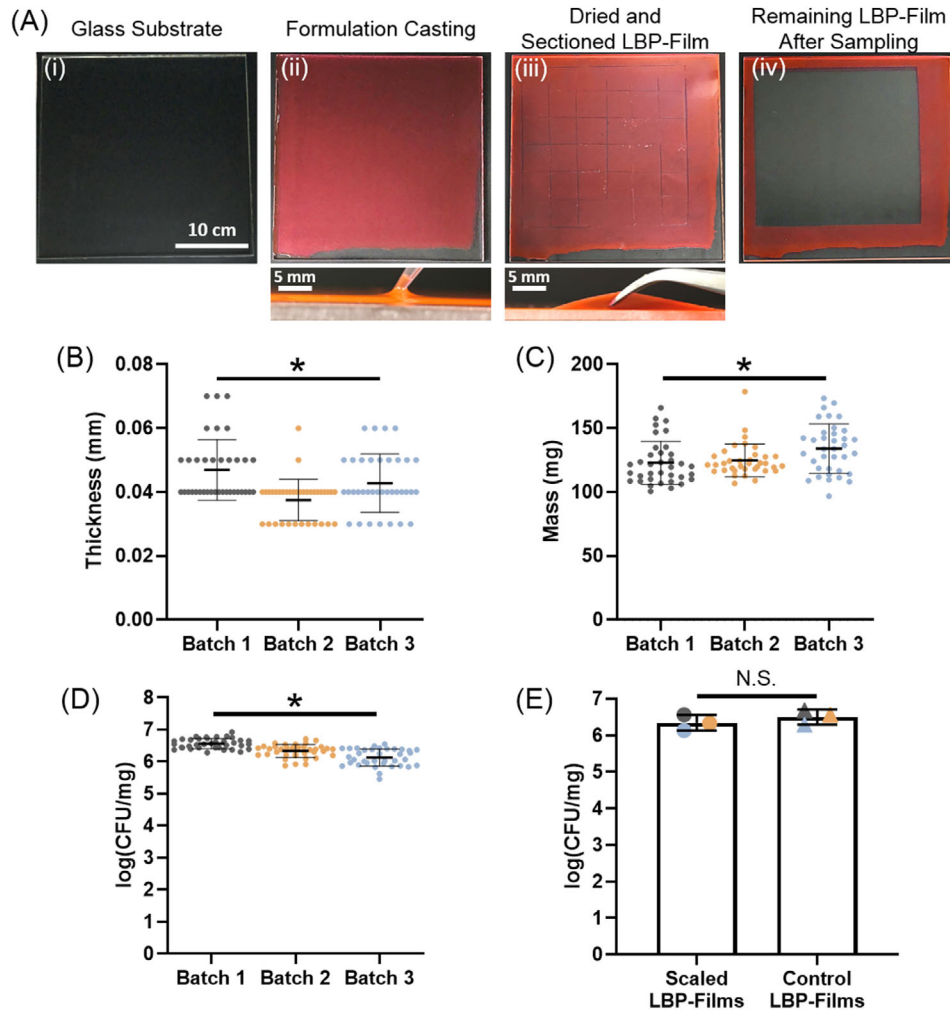 (A)
Glass Substrate
Formulation Casting
Dried and
Sectioned LBP-Film
Remaining LBP-Film
After Sampling
(i)
(ii)
(iii)
(iv)
10 cm
5 mm
5 mm
(B)
*
0.08
0.06
0.04
0.02
0.00
Thickness (mm)
Batch 1
Batch 2
Batch 3
(C)
*
200
150
100
50
0
Mass (mg)
Batch 1
Batch 2
Batch 3
(D)
*
8
7
6
5
4
3
2
1
0
log(CFU/mg)
Batch 1
Batch 2
Batch 3
(E)
N.S.
7
6
5
4
3
2
1
0
log(CFU/mg)
Scaled
LBP-Films
Control
LBP-Films